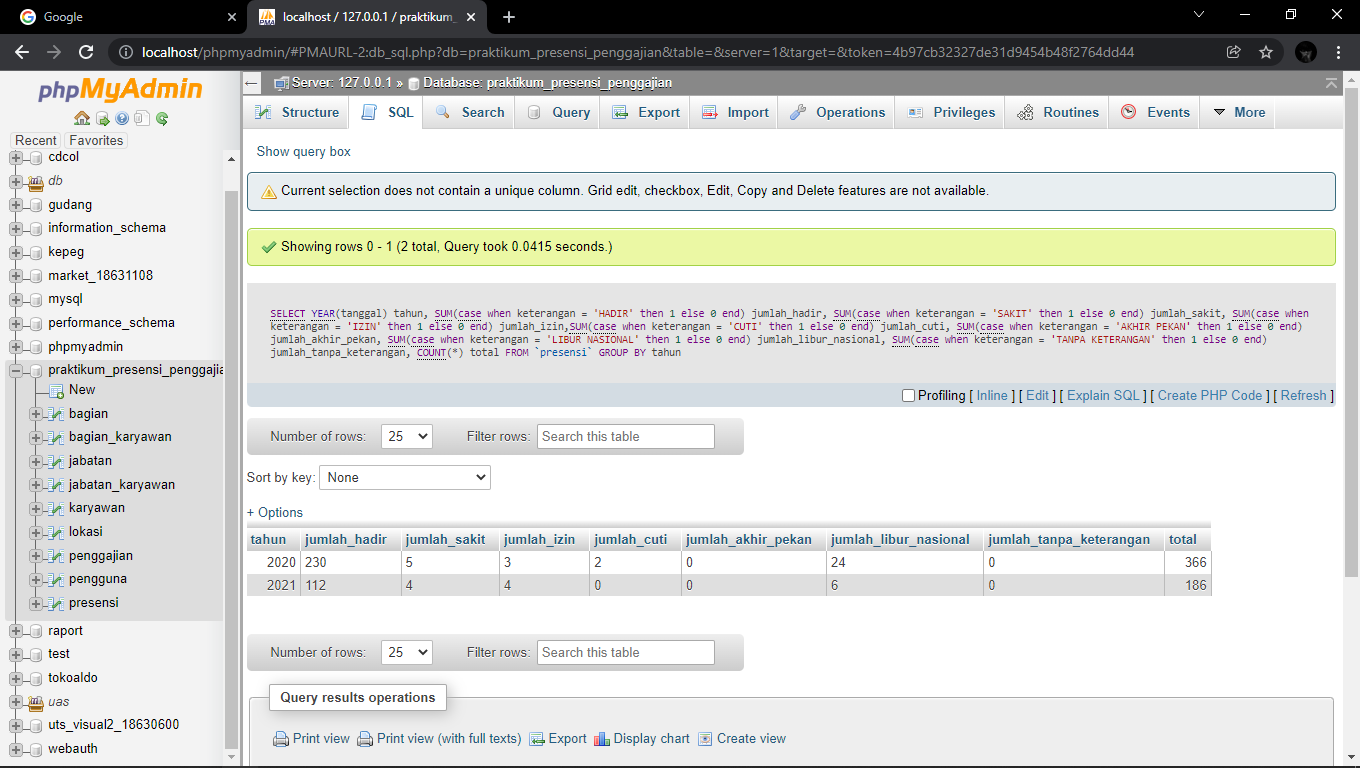 Google
localhost / 127.0.0.1 / praktikum_
localhost/phpmyadmin/#PMAURL-2:db_sql.php?db=praktikum_presensi_penggajian&table=&server=1&target=&token=4b97cb32327de31d9454b48f2764dd44
phpMyAdmin
Recent Favorites
cdcol
db
gudang
information_schema
kepeg
market_18631108
mysql
performance_schema
phpmyadmin
praktikum_presensi_penggajia
New
bagian
bagian_karyawan
jabatan
jabatan_karyawan
karyawan
lokasi
penggajian
pengguna
presensi
raport
test
tokoaldo
uas
uts_visual2_18630600
webauth
Server: 127.0.0.1 » Database: praktikum_presensi_penggajian
Structure SQL Search Query Export Import Operations Privileges Routines Events More
Show query box
Current selection does not contain a unique column. Grid edit, checkbox, Edit, Copy and Delete features are not available.
Showing rows 0 - 1 (2 total, Query took 0.0415 seconds.)
SELECT YEAR(tanggal) tahun, SUM(case when keterangan = 'HADIR' then 1 else 0 end) jumlah_hadir, SUM(case when keterangan = 'SAKIT' then 1 else 0 end) jumlah_sakit, SUM(case when
keterangan = 'IZIN' then 1 else 0 end) jumlah_izin,SUM(case when keterangan = 'CUTI' then 1 else 0 end) jumlah_cuti, SUM(case when keterangan = 'AKHIR PEKAN' then 1 else 0 end)
jumlah_akhir_pekan, SUM(case when keterangan = 'LIBUR NASIONAL' then 1 else 0 end) jumlah_libur_nasional, SUM(case when keterangan = 'TANPA KETERANGAN' then 1 else 0 end)
jumlah_tanpa_keterangan, COUNT(*) total FROM `presensi` GROUP BY tahun
Profiling [ Inline ] [ Edit ] [ Explain SQL ] [ Create PHP Code ] [ Refresh ]
Number of rows: 25 Filter rows: Search this table
Sort by key: None
+ Options
tahun jumlah_hadir jumlah_sakit jumlah_izin jumlah_cuti jumlah_akhir_pekan jumlah_libur_nasional jumlah_tanpa_keterangan total
2020 230 5 3 2 0 24 0 366
2021 112 4 4 0 0 6 0 186
Number of rows: 25 Filter rows: Search this table
Query results operations
Print view Print view (with full texts) Export Display chart Create view